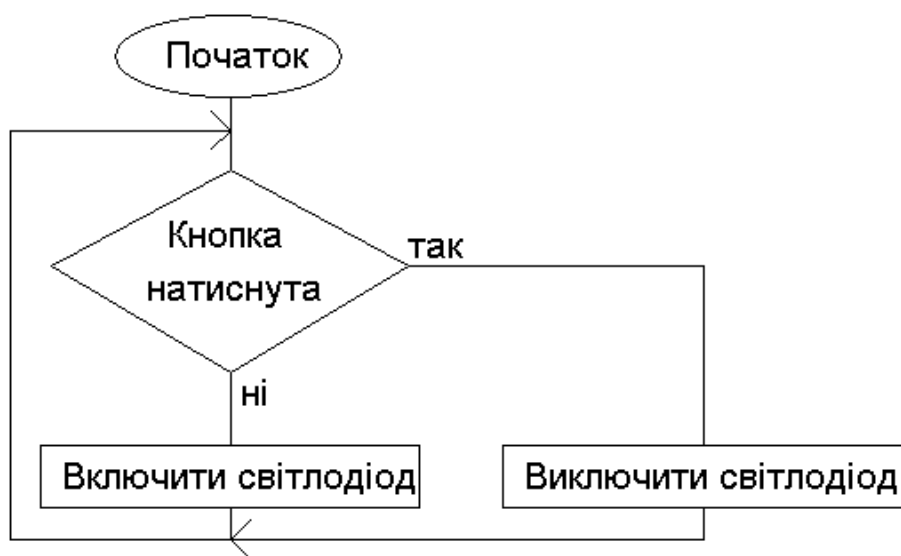 Початок
Кнопка
натиснута
так
ні
Включити світлодіод
Виключити світлодіод